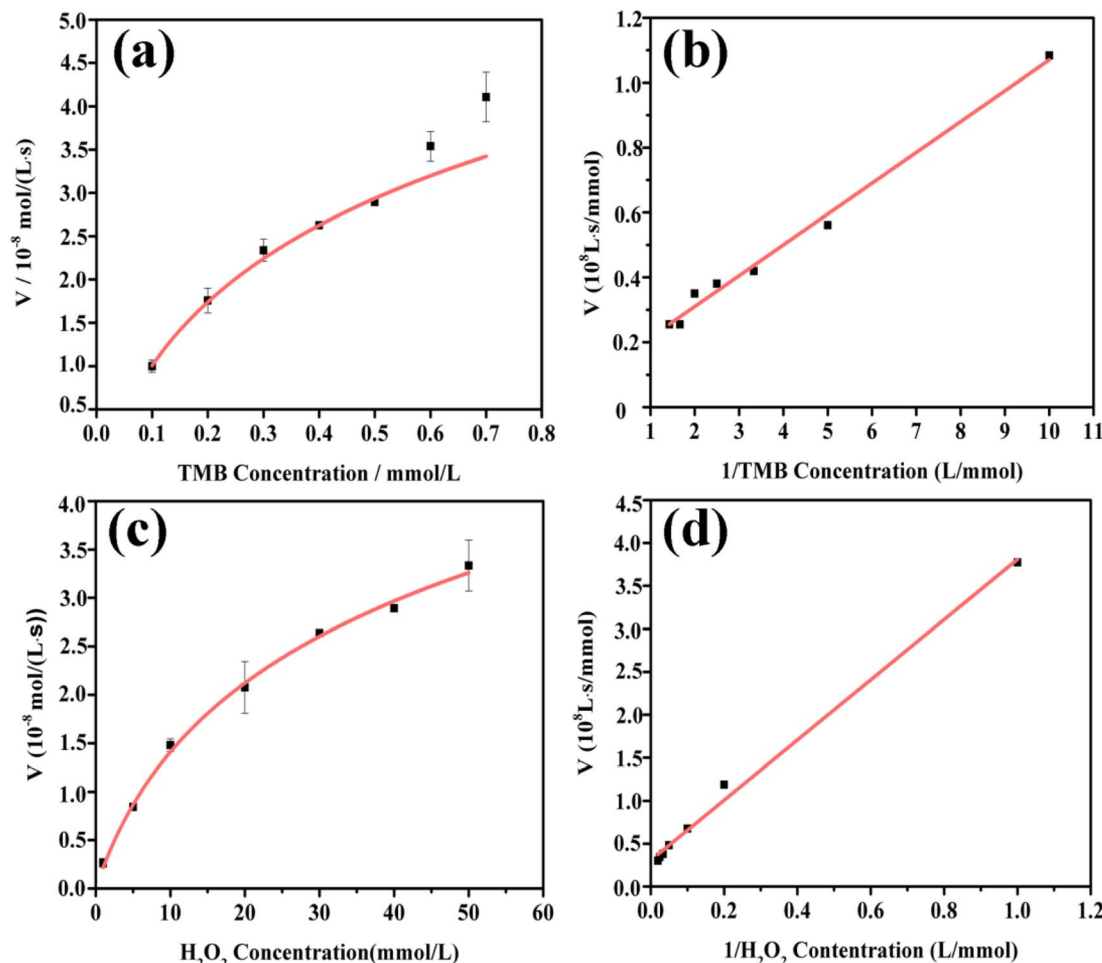 (a)
V / 10⁻⁸ mol/(L·s)
5.0
4.5
4.0
3.5
3.0
2.5
2.0
1.5
1.0
0.5
0.0 0.1 0.2 0.3 0.4 0.5 0.6 0.7 0.8
TMB Concentration / mmol/L
(b)
V (10⁸L·s/mmol)
1.2
1.0
0.8
0.6
0.4
0.2
0
1 2 3 4 5 6 7 8 9 10 11
1/TMB Concentration (L/mmol)
(c)
V (10⁻⁸ mol/(L·s))
4.0
3.5
3.0
2.5
2.0
1.5
1.0
0.5
0.0
0 10 20 30 40 50 60
H₂O₂ Concentration(mmol/L)
(d)
V (10⁸L·s/mmol)
4.5
4.0
3.5
3.0
2.5
2.0
1.5
1.0
0.5
0.0
0.0 0.2 0.4 0.6 0.8 1.0 1.2
1/H₂O₂ Contentration (L/mmol)